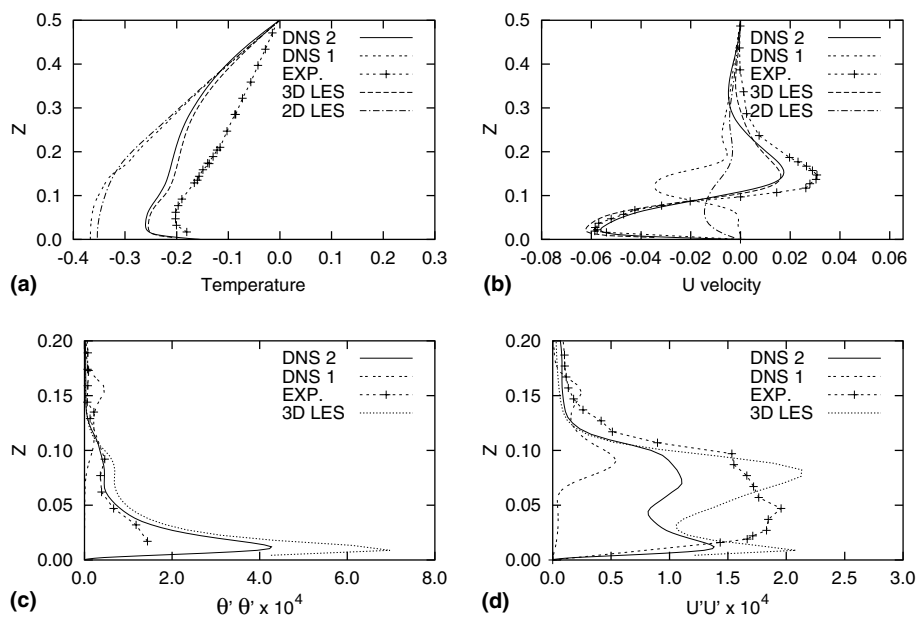 0.5
0.4
0.3
0.2
0.1
0.0
Z
DNS 2
DNS 1
EXP.
3D LES
2D LES
-0.4 -0.3 -0.2 -0.1 0.0 0.1 0.2 0.3
(a) Temperature
0.5
0.4
0.3
0.2
0.1
0.0
Z
DNS 2
DNS 1
EXP.
3D LES
2D LES
-0.08 -0.06 -0.04 -0.02 0.00 0.02 0.04 0.06
(b) U velocity
0.20
0.15
0.10
0.05
0.00
Z
DNS 2
DNS 1
EXP.
3D LES
0.0 2.0 4.0 6.0 8.0
(c) θ' θ' x 10⁴
0.20
0.15
0.10
0.05
0.00
Z
DNS 2
DNS 1
EXP.
3D LES
0.0 0.5 1.0 1.5 2.0 2.5 3.0
(d) U'U' x 10⁴